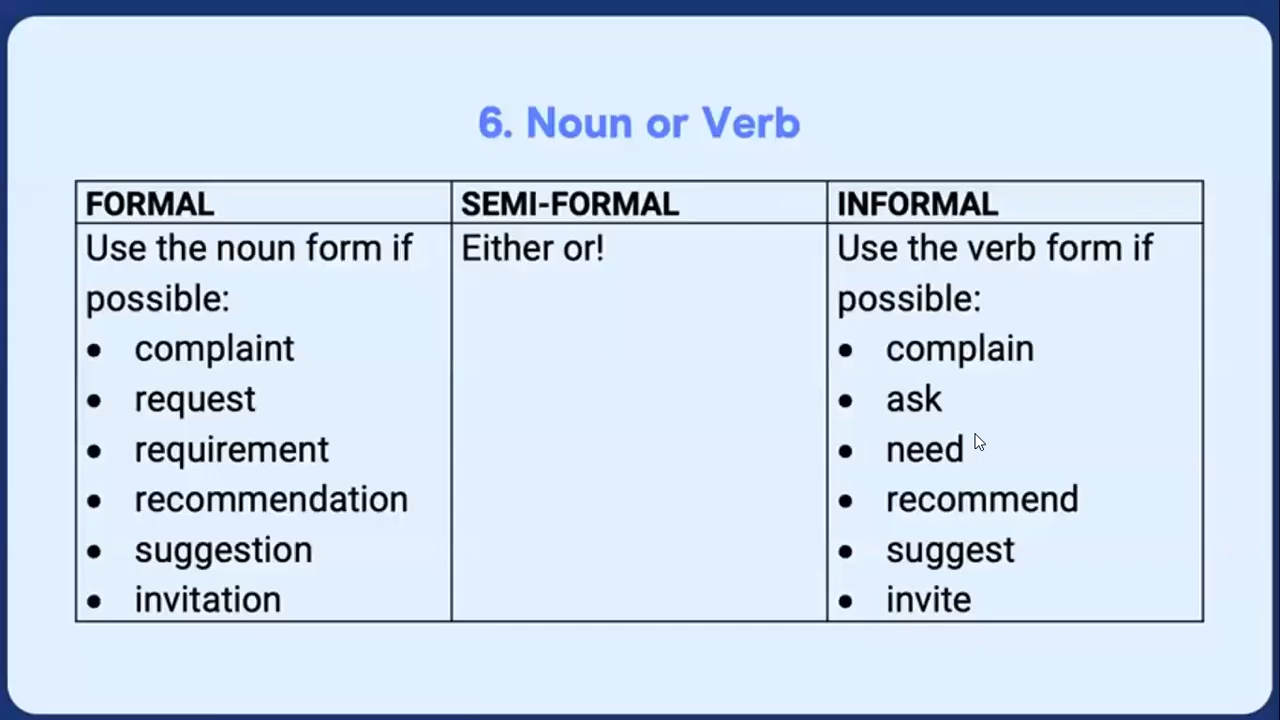 6. Noun or Verb
FORMAL
Use the noun form if
possible:
• complaint
• request
• requirement
• recommendation
• suggestion
• invitation
SEMI-FORMAL
Either or!
INFORMAL
Use the verb form if
possible:
• complain
• ask
• need
• recommend
• suggest
• invite